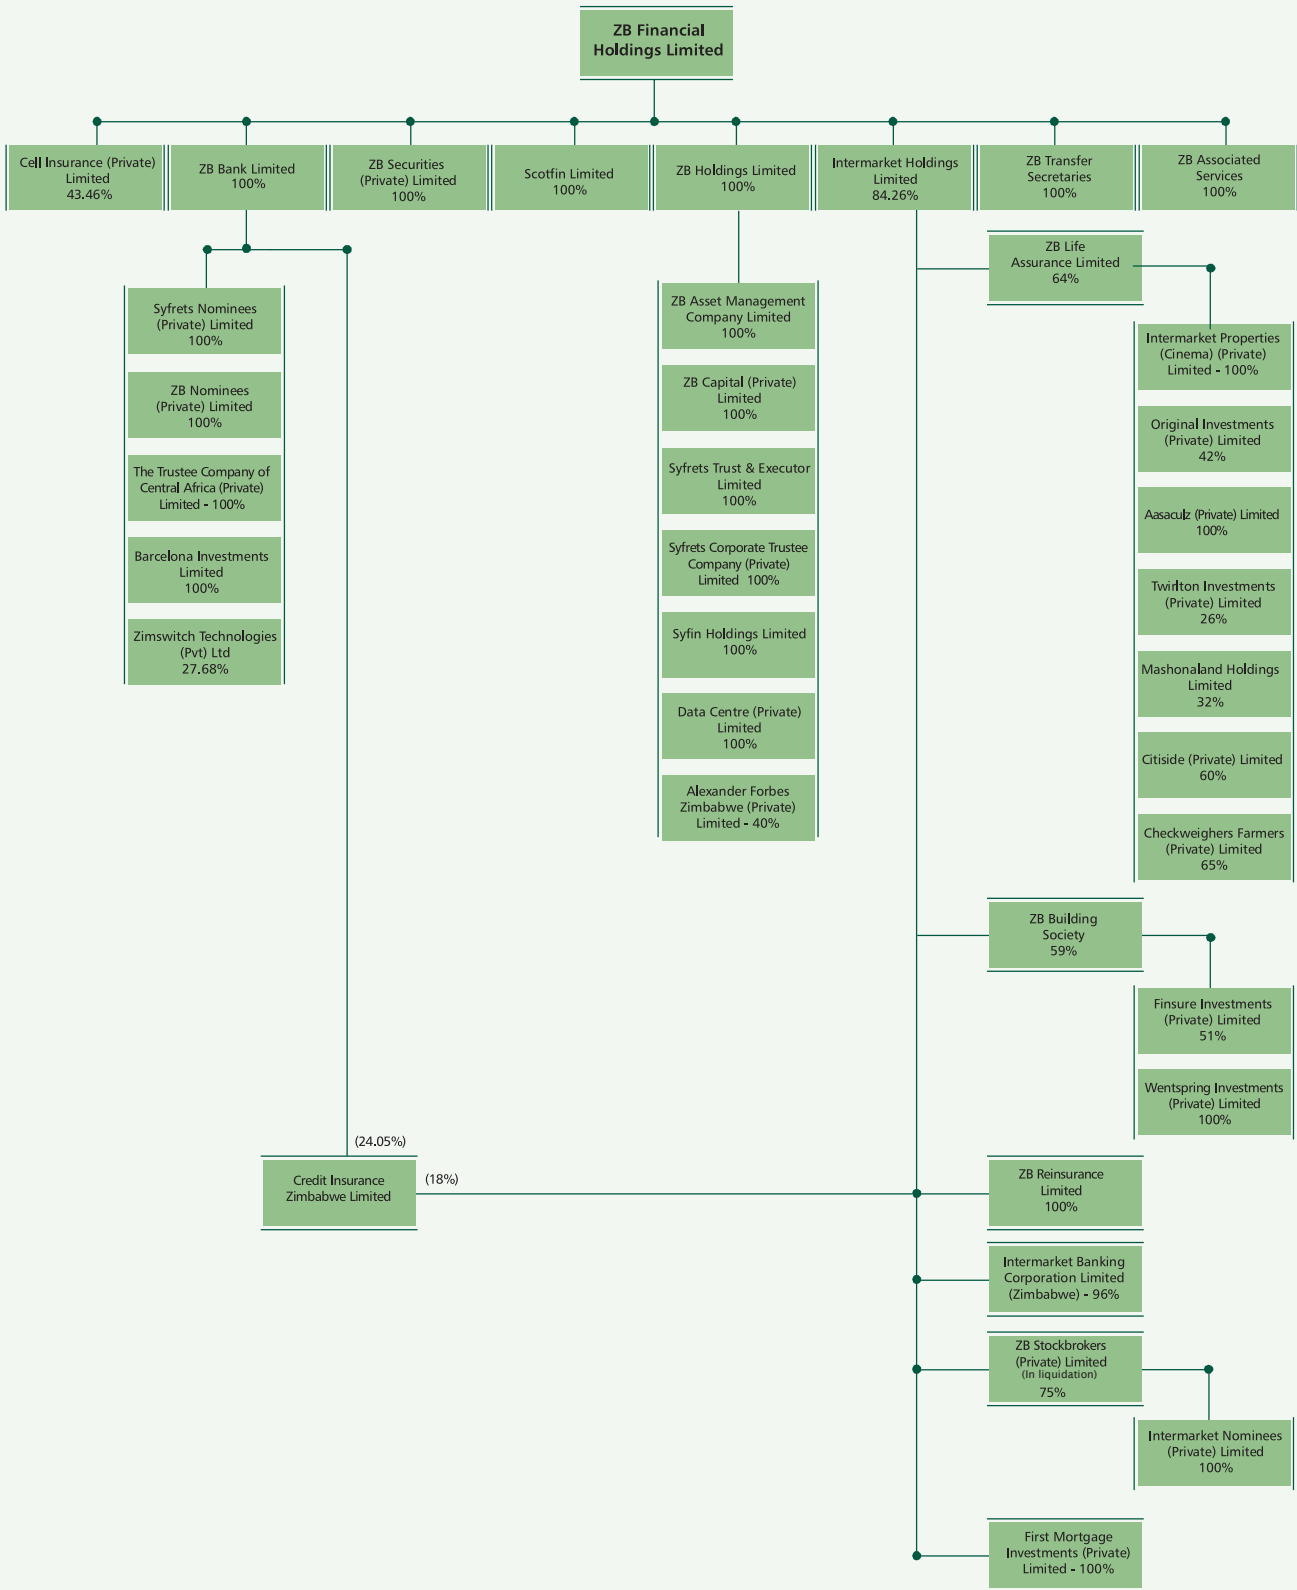 ZB Financial
Holdings Limited
Cell Insurance (Private)
Limited
43.46%
ZB Bank Limited
100%
ZB Securities
(Private) Limited
100%
Scotfin Limited
100%
ZB Holdings Limited
100%
Intermarket Holdings
Limited
84.26%
ZB Transfer
Secretaries
100%
ZB Associated
Services
100%
Syfrets Nominees
(Private) Limited
100%
ZB Nominees
(Private) Limited
100%
The Trustee Company of
Central Africa (Private)
Limited - 100%
Barcelona Investments
Limited
100%
Zimswitch Technologies
(Pvt) Ltd
27.68%
ZB Asset Management
Company Limited
100%
ZB Capital (Private)
Limited
100%
Syfrets Trust & Executor
Limited
100%
Syfrets Corporate Trustee
Company (Private)
Limited 100%
Syfin Holdings Limited
100%
Data Centre (Private)
Limited
100%
Alexander Forbes
Zimbabwe (Private)
Limited - 40%
ZB Life
Assurance Limited
64%
Intermarket Properties
(Cinema) (Private)
Limited - 100%
Original Investments
(Private) Limited
42%
Aasaculz (Private) Limited
100%
Twirlton Investments
(Private) Limited
26%
Mashonaland Holdings
Limited
32%
Citiside (Private) Limited
60%
Checkweighers Farmers
(Private) Limited
65%
ZB Building
Society
59%
Finsure Investments
(Private) Limited
51%
Wentspring Investments
(Private) Limited
100%
(24.05%)
Credit Insurance
Zimbabwe Limited
(18%)
ZB Reinsurance
Limited
100%
Intermarket Banking
Corporation Limited
(Zimbabwe) - 96%
ZB Stockbrokers
(Private) Limited
(In liquidation)
75%
Intermarket Nominees
(Private) Limited
100%
First Mortgage
Investments (Private)
Limited - 100%